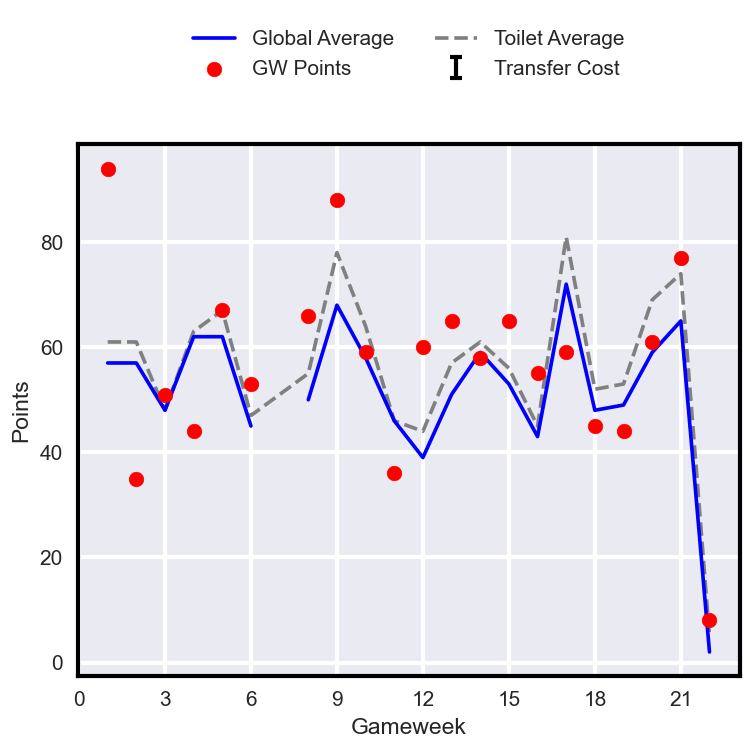 Global Average
Toilet Average
GW Points
Transfer Cost
80
60
40
20
0
Points
0 3 6 9 12 15 18 21
Gameweek